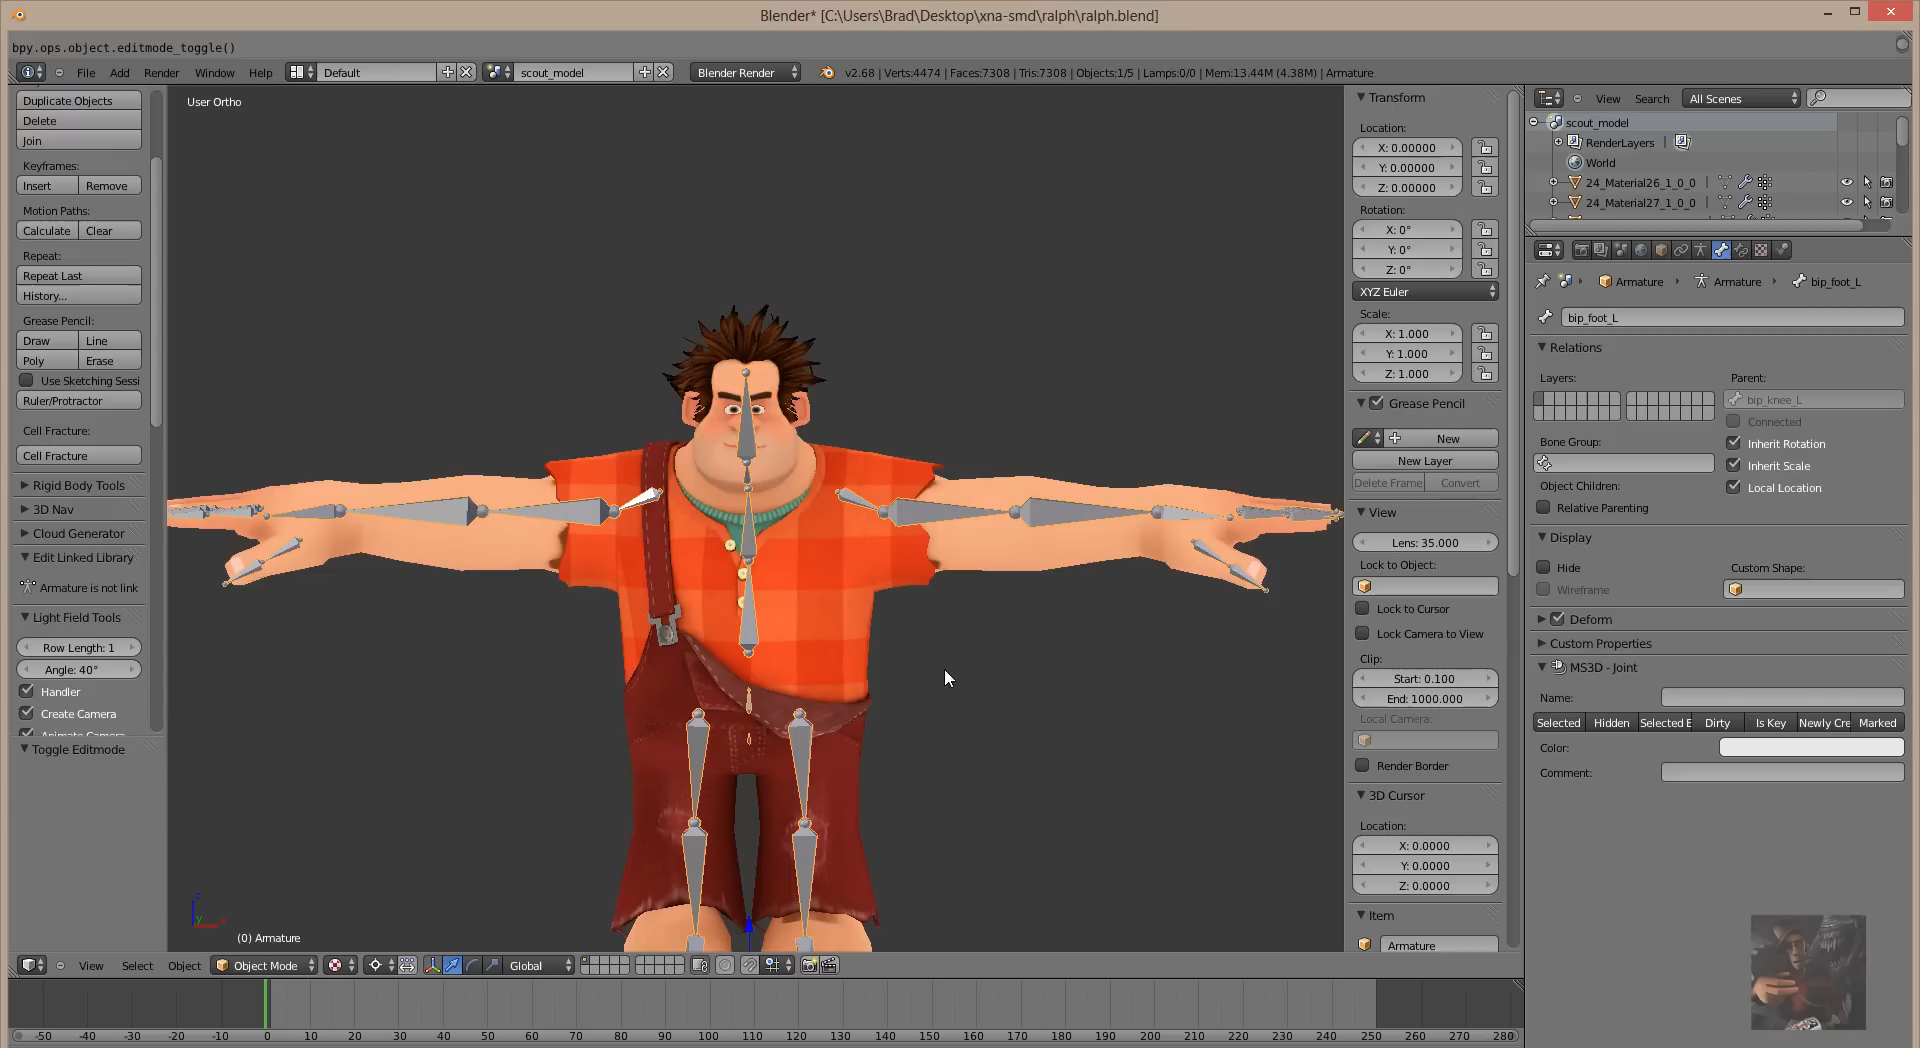 Blender* [C:\Users\Brad\Desktop\xna-smd\ralph\ralph.blend]
bpy.ops.object.editmode_toggle()
File Add Render Window Help Default scout_model Blender Render v2.68 | Verts:4474 | Faces:7308 | Tris:7308 | Objects:1/5 | Lamps:0/0 | Mem:13.44M (4.38M) | Armature
Duplicate Objects
Delete
Join
Keyframes:
Insert Remove
Motion Paths:
Calculate Clear
Repeat:
Repeat Last
History...
Grease Pencil:
Draw Line
Poly Erase
Use Sketching Sessi
Ruler/Protractor
Cell Fracture:
Cell Fracture
Rigid Body Tools
3D Nav
Cloud Generator
Edit Linked Library
Armature is not link
Light Field Tools
Row Length: 1
Angle: 40°
Handler
Create Camera
Animate Camera
Toggle Editmode
User Ortho
z
y
x
(0) Armature
Transform
Location:
X: 0.00000
Y: 0.00000
Z: 0.00000
Rotation:
X: 0°
Y: 0°
Z: 0°
XYZ Euler
Scale:
X: 1.000
Y: 1.000
Z: 1.000
Grease Pencil
New
New Layer
Delete Frame Convert
View
Lens: 35.000
Lock to Object:
Lock to Cursor
Lock Camera to View
Clip:
Start: 0.100
End: 1000.000
Local Camera:
Render Border
3D Cursor
Location:
X: 0.0000
Y: 0.0000
Z: 0.0000
Item
Armature
View Search All Scenes
scout_model
RenderLayers |
World
24_Material26_1_0_0 |
24_Material27_1_0_0 |
Armature Armature bip_foot_L
bip_foot_L
Relations
Layers: Parent:
bip_knee_L
Connected
Bone Group: Inherit Rotation
Inherit Scale
Object Children: Local Location
Relative Parenting
Display
Hide Custom Shape:
Wireframe
Deform
Custom Properties
MS3D - Joint
Name:
Selected Hidden Selected E Dirty Is Key Newly Cre Marked
Color:
Comment:
View Select Object Object Mode Global
-50 -40 -30 -20 -10 0 10 20 30 40 50 60 70 80 90 100 110 120 130 140 150 160 170 180 190 200 210 220 230 240 250 260 270 280